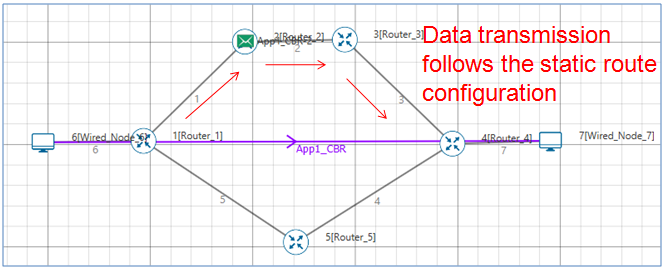 App1_CBR-2
2[Router_2]
3[Router_3]
2
Data transmission
follows the static route
configuration
1
3
6[Wired_Node_6]
1[Router_1]
4[Router_4]
7[Wired_Node_7]
6
App1_CBR
7
5
4
5[Router_5]